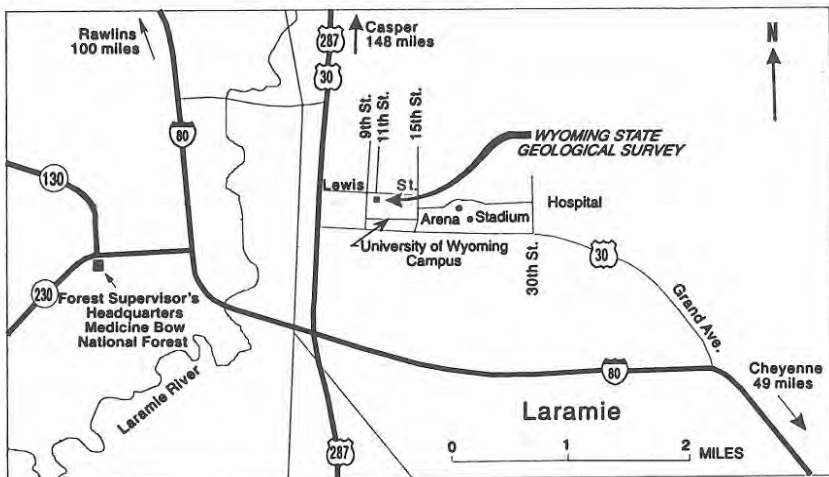 Rawlins
100 miles
287
Casper
148 miles
30
N
80
9th St.
11th St.
15th St.
WYOMING STATE
GEOLOGICAL SURVEY
130
Lewis St.
Hospital
Arena
Stadium
University of Wyoming
Campus
30th St.
30
230
Forest Supervisor's
Headquarters
Medicine Bow
National Forest
Grand Ave.
Laramie River
80
Cheyenne
49 miles
Laramie
0 1 2
MILES
287